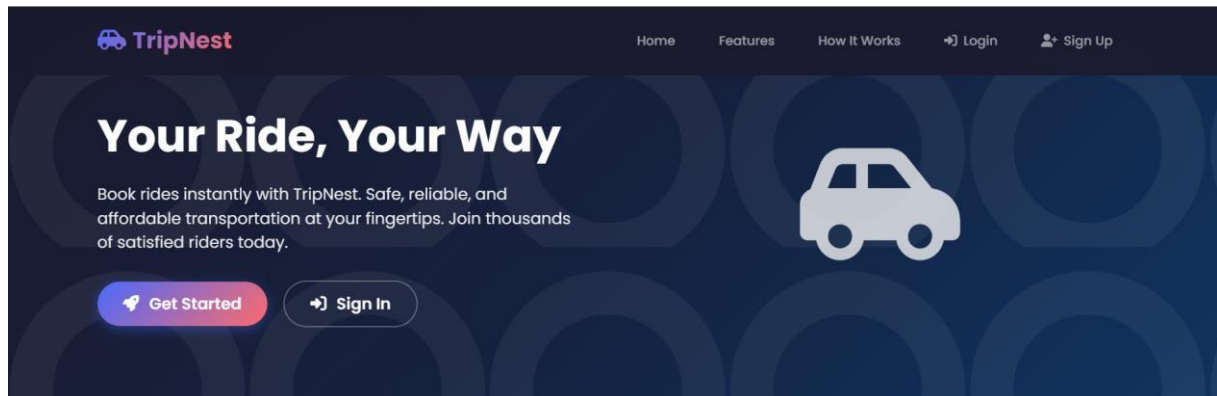 TripNest
Home
Features
How It Works
Login
Sign Up
Your Ride, Your Way
Book rides instantly with TripNest. Safe, reliable, and
affordable transportation at your fingertips. Join thousands
of satisfied riders today.
Get Started
Sign In